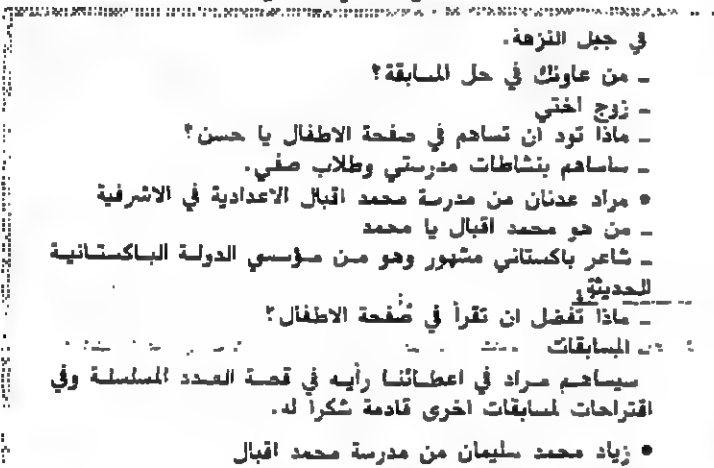 في جبل النزهة.
ـ من عاونك في حل المسابقة؟
ـ زوج اختي
ـ ماذا تود ان تساهم في صفحة الاطفال يا حسن؟
ـ ساساهم بنشاطات مدرستي وطلاب صفي.
• مراد عدنان من مدرسة محمد اقبال الاعدادية في الاشرفية
ـ من هو محمد اقبال يا محمد
ـ شاعر باكستاني مشهور وهو من مؤسسي الدولة الباكستانية
الحديثة
ـ ماذا تفضل ان تقرأ في صفحة الاطفال؟
ـ المسابقات
سيساهم مراد في اعطائنا رأيه في قصة العدد المسلسلة وفي
اقتراحات لمسابقات اخرى قادمة شكرا له.
• زياد محمد سليمان من مدرسة محمد اقبال